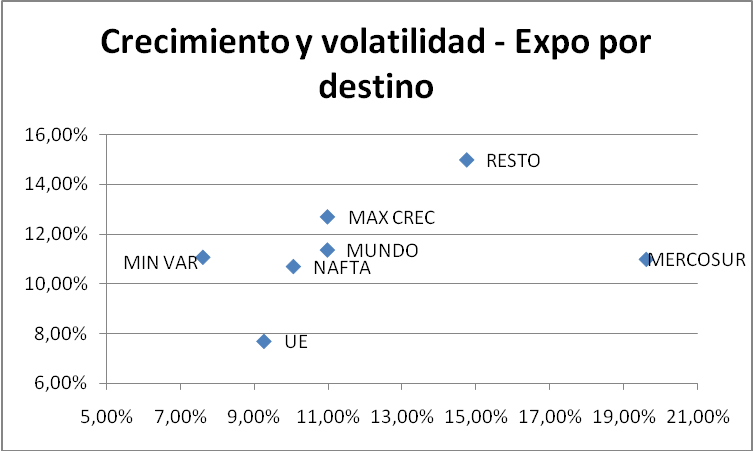 Crecimiento y volatilidad - Expo por
destino
16,00%
RESTO
14,00%
MAX CREC
12,00%
MUNDO
MIN VAR
NAFTA
MERCOSUR
10,00%
8,00%
UE
6,00%
5,00% 7,00% 9,00% 11,00% 13,00% 15,00% 17,00% 19,00% 21,00%